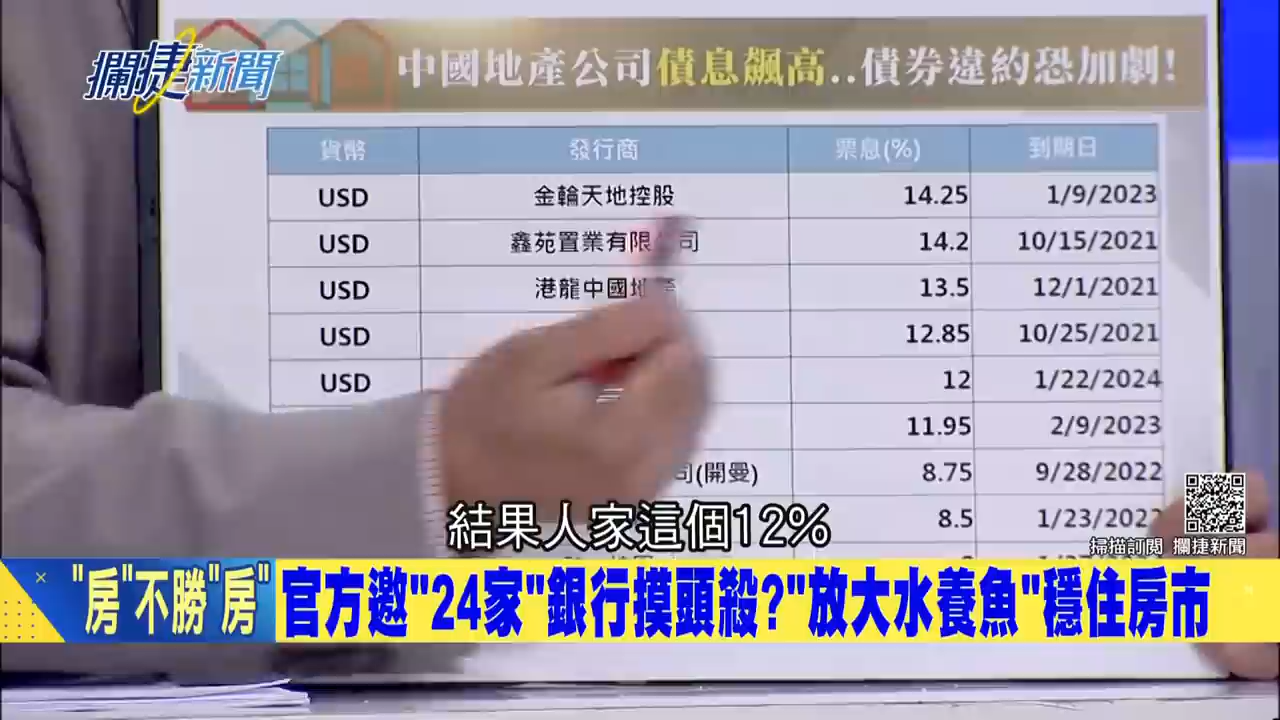 攔捷新聞
中國地產公司債息飆高..債券違約恐加劇!
貨幣 發行商 票息(%) 到期日
USD 金輪天地控股 14.25 1/9/2023
USD 鑫苑置業有限公司 14.2 10/15/2021
USD 港龍中國地 13.5 12/1/2021
USD 12.85 10/25/2021
USD 12 1/22/2024
11.95 2/9/2023
司(開曼) 8.75 9/28/2022
8.5 1/23/202
結果人家這個12%
掃描訂閱 攔捷新聞
"房"不勝"房"
官方邀"24家"銀行摸頭殺?"放大水養魚"穩住房市